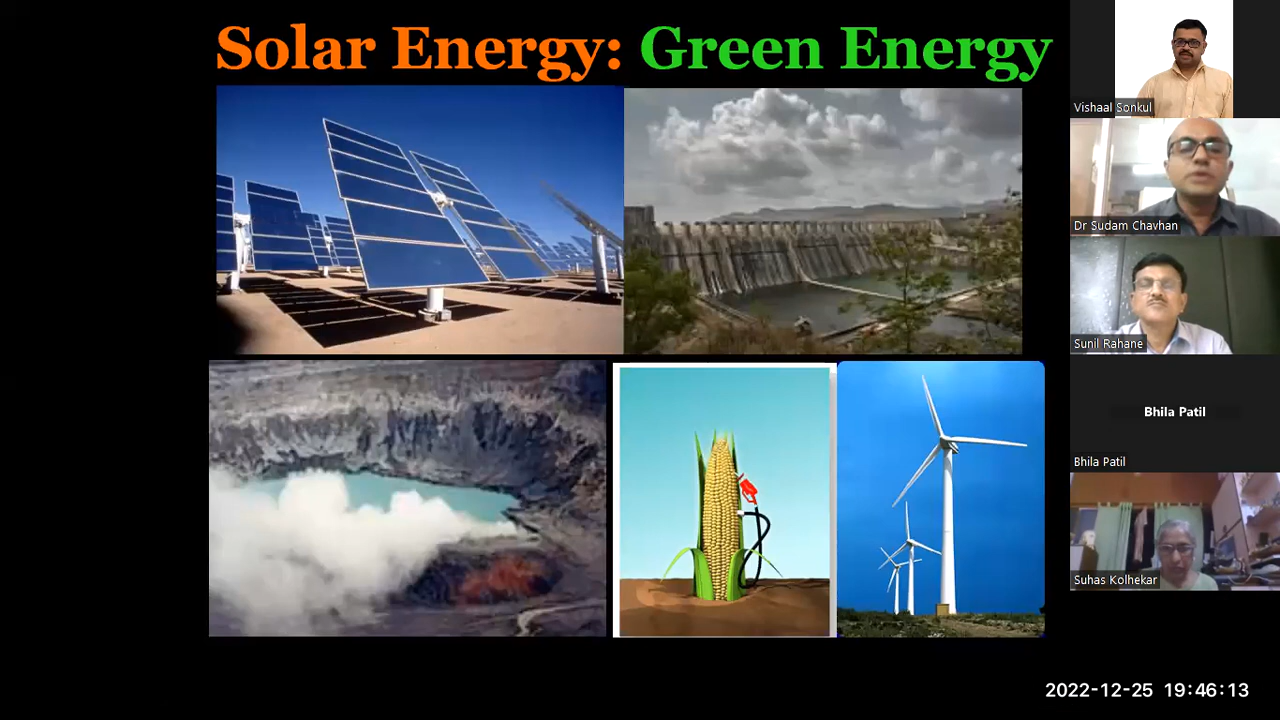 Solar Energy: Green Energy
Vishaal Sonkul
Dr Sudam Chavhan
Sunil Rahane
Bhila Patil
Bhila Patil
Suhas Kolhekar
2022-12-25 19:46:13